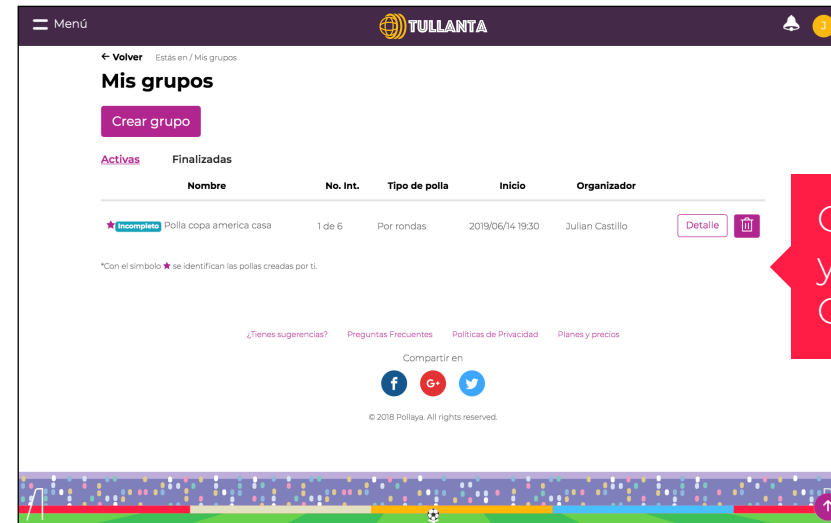 Menú
TULLANTA
J
← Volver Estás en / Mis grupos
Mis grupos
Crear grupo
Activas Finalizadas
Nombre No. Int. Tipo de polla Inicio Organizador
★ Incompleto Polla copa america casa 1 de 6 Por rondas 2019/06/14 19:30 Julian Castillo Detalle
*Con el simbolo ★ se identifican las pollas creadas por ti.
¿Tienes sugerencias? Preguntas Frecuentes Políticas de Privacidad Planes y precios
Compartir en
f G+
© 2018 Pollaya. All rights reserved.
y